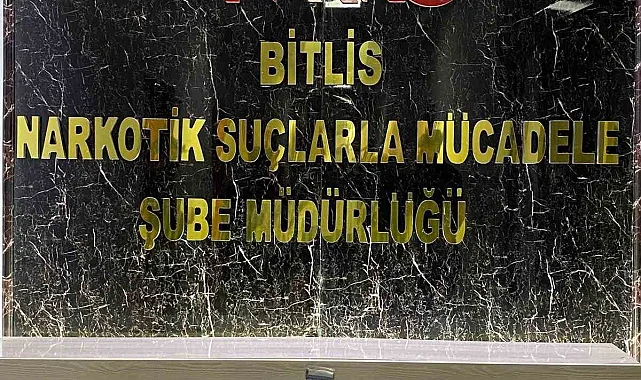 BİTLİS
NARKOTİK SUÇLARLA MÜCADELE
ŞUBE MÜDÜRLÜĞÜ